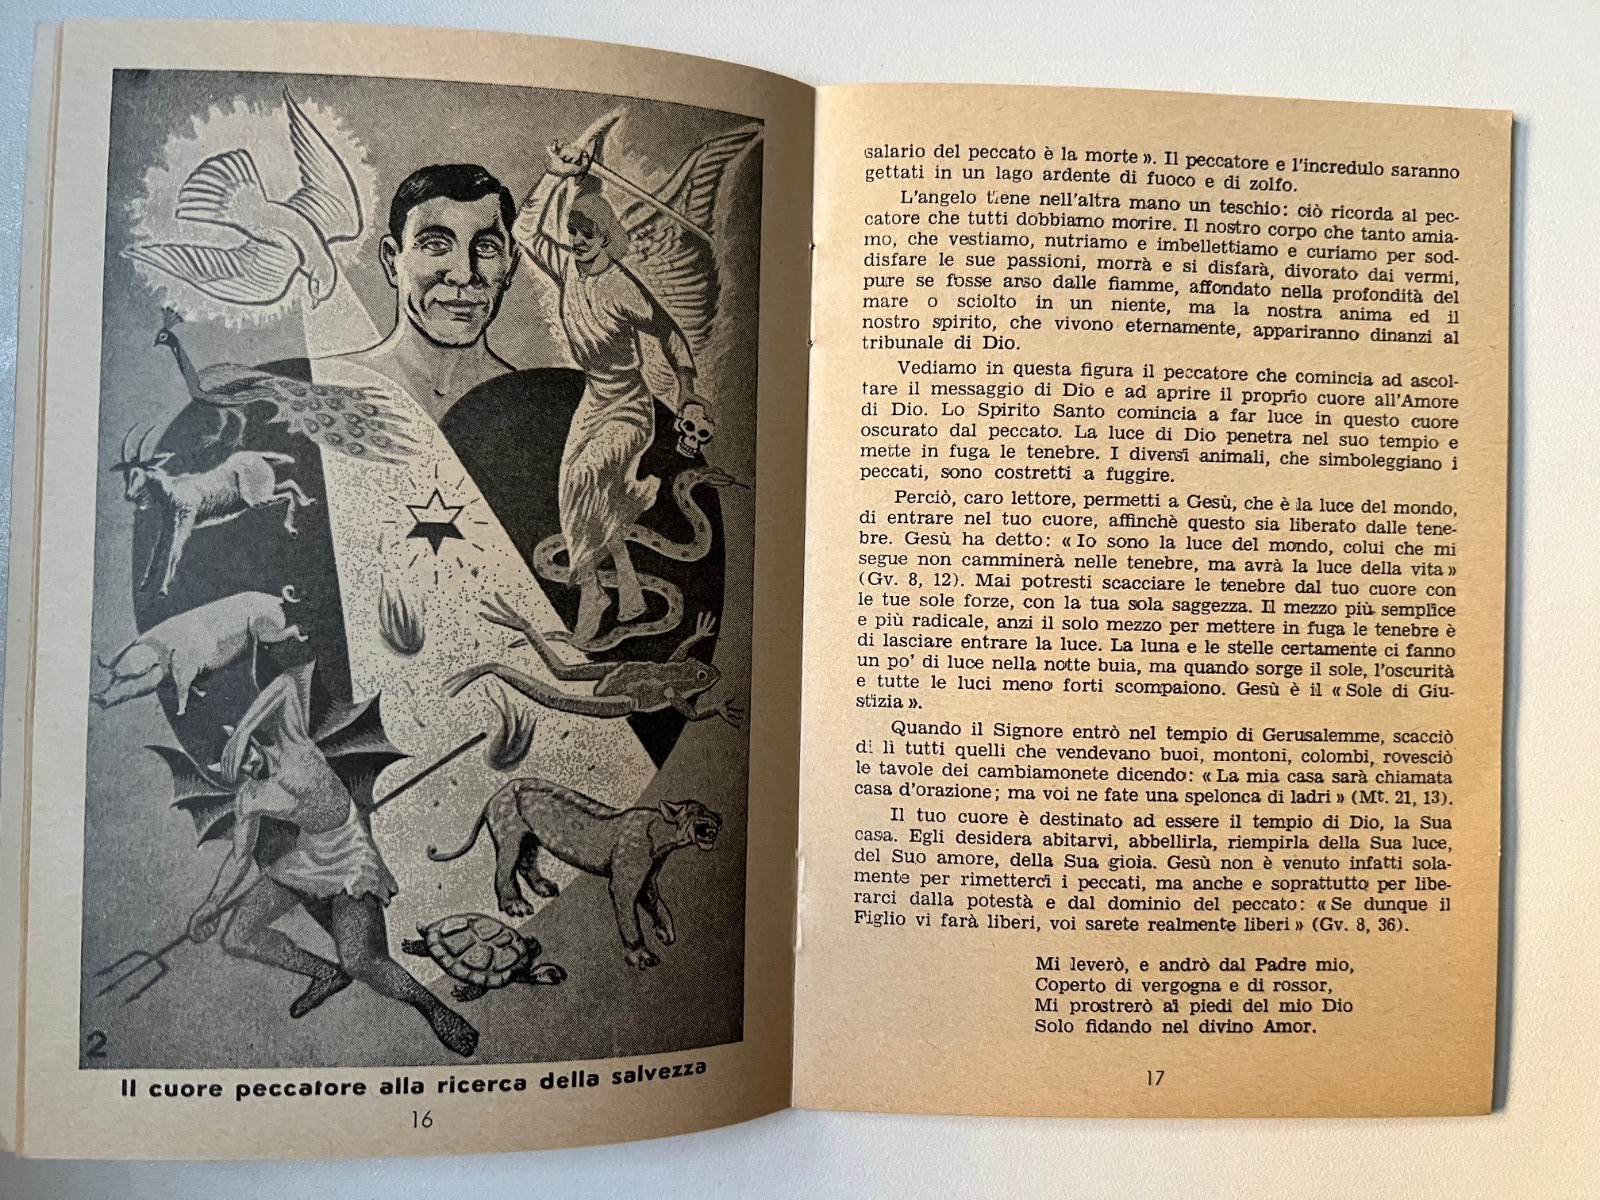 2
Il cuore peccatore alla ricerca della salvezza
16
salario del peccato è la morte ». Il peccatore e l'incredulo saranno
gettati in un lago ardente di fuoco e di zolfo.
L'angelo tiene nell'altra mano un teschio: ciò ricorda al pec-
catore che tutti dobbiamo morire. Il nostro corpo che tanto amia-
mo, che vestiamo, nutriamo e imbellettiamo e curiamo per sod-
disfare le sue passioni, morrà e si disfarà, divorato dai vermi,
pure se fosse arso dalle fiamme, affondato nella profondità del
mare o sciolto in un niente, ma la nostra anima ed il
nostro spirito, che vivono eternamente, appariranno dinanzi al
tribunale di Dio.
Vediamo in questa figura il peccatore che comincia ad ascol-
tare il messaggio di Dio e ad aprire il proprio cuore all'Amore
di Dio. Lo Spirito Santo comincia a far luce in questo cuore
oscurato dal peccato. La luce di Dio penetra nel suo tempio e
mette in fuga le tenebre. I diversi animali, che simboleggiano i
peccati, sono costretti a fuggire.
Perciò, caro lettore, permetti a Gesù, che è la luce del mondo,
di entrare nel tuo cuore, affinchè questo sia liberato dalle tene-
bre. Gesù ha detto: « Io sono la luce del mondo, colui che mi
segue non camminerà nelle tenebre, ma avrà la luce della vita »
(Gv. 8, 12). Mai potresti scacciare le tenebre dal tuo cuore con
le tue sole forze, con la tua sola saggezza. Il mezzo più semplice
e più radicale, anzi il solo mezzo per mettere in fuga le tenebre è
di lasciare entrare la luce. La luna e le stelle certamente ci fanno
un po' di luce nella notte buia, ma quando sorge il sole, l'oscurità
e tutte le luci meno forti scompaiono. Gesù è il « Sole di Giu-
stizia ».
Quando il Signore entrò nel tempio di Gerusalemme, scacciò
di lì tutti quelli che vendevano buoi, montoni, colombi, rovesciò
le tavole dei cambiamonete dicendo: « La mia casa sarà chiamata
casa d'orazione; ma voi ne fate una spelonca di ladri » (Mt. 21, 13).
Il tuo cuore è destinato ad essere il tempio di Dio, la Sua
casa. Egli desidera abitarvi, abbellirla, riempirla della Sua luce,
del Suo amore, della Sua gioia. Gesù non è venuto infatti sola-
mente per rimetterci i peccati, ma anche e soprattutto per libe-
rarci dalla potestà e dal dominio del peccato: « Se dunque il
Figlio vi farà liberi, voi sarete realmente liberi » (Gv. 8, 36).
Mi leverò, e andrò dal Padre mio,
Coperto di vergogna e di rossor,
Mi prostrerò ai piedi del mio Dio
Solo fidando nel divino Amor.
17